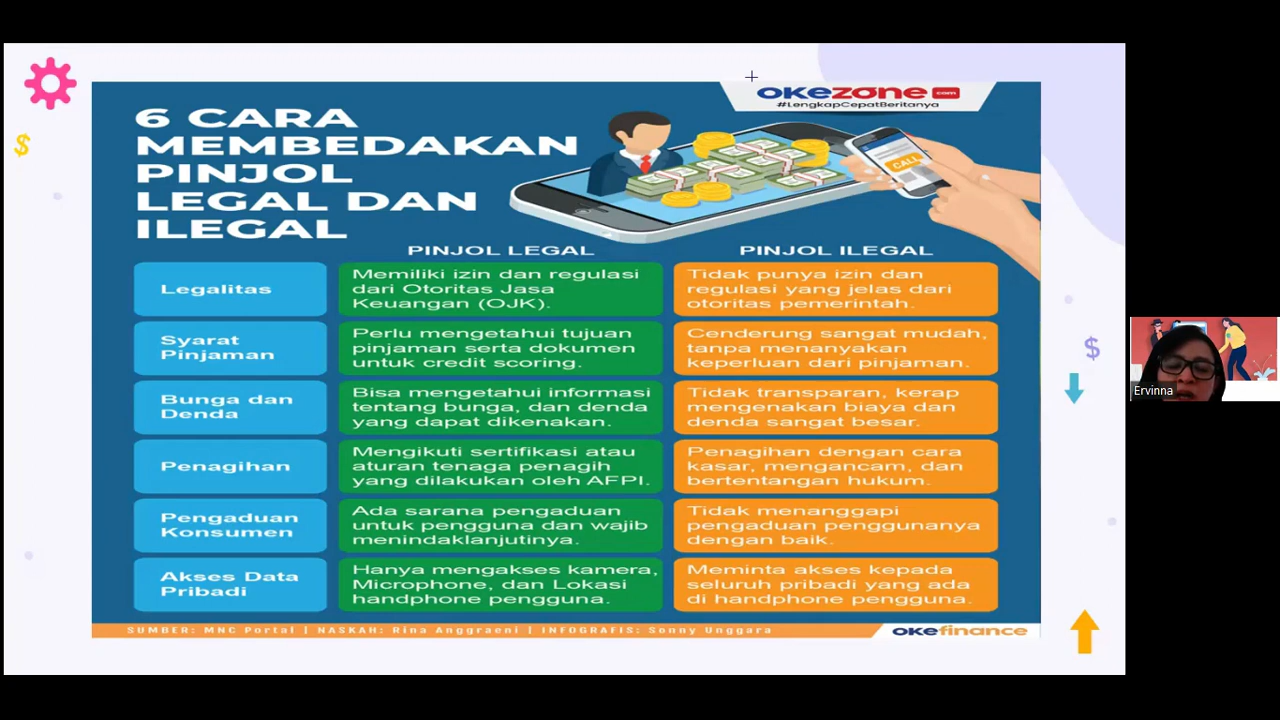 okezone.com
#LengkapCepatBeritanya
6 CARA
MEMBEDAKAN
PINJOL
LEGAL DAN
ILEGAL
CALL
PINJOL LEGAL
PINJOL ILEGAL
Legalitas
Memiliki izin dan regulasi
dari Otoritas Jasa
Keuangan (OJK).
Tidak punya izin dan
regulasi yang jelas dari
otoritas pemerintah.
Syarat
Pinjaman
Perlu mengetahui tujuan
pinjaman serta dokumen
untuk credit scoring.
Cenderung sangat mudah,
tanpa menanyakan
keperluan dari pinjaman.
Bunga dan
Denda
Bisa mengetahui informasi
tentang bunga, dan denda
yang dapat dikenakan.
Tidak transparan, kerap
mengenakan biaya dan
denda sangat besar.
Penagihan
Mengikuti sertifikasi atau
aturan tenaga penagih
yang dilakukan oleh AFPI.
Penagihan dengan cara
kasar, mengancam, dan
bertentangan hukum.
Pengaduan
Konsumen
Ada sarana pengaduan
untuk pengguna dan wajib
menindaklanjutinya.
Tidak menanggapi
pengaduan penggunanya
dengan baik.
Akses Data
Pribadi
Hanya mengakses kamera,
Microphone, dan Lokasi
handphone pengguna.
Meminta akses kepada
seluruh pribadi yang ada
di handphone pengguna.
SUMBER: MNC Portal | NASKAH: Rina Anggraeni | INFOGRAFIS: Sonny Unggara
okefinance
Ervinna